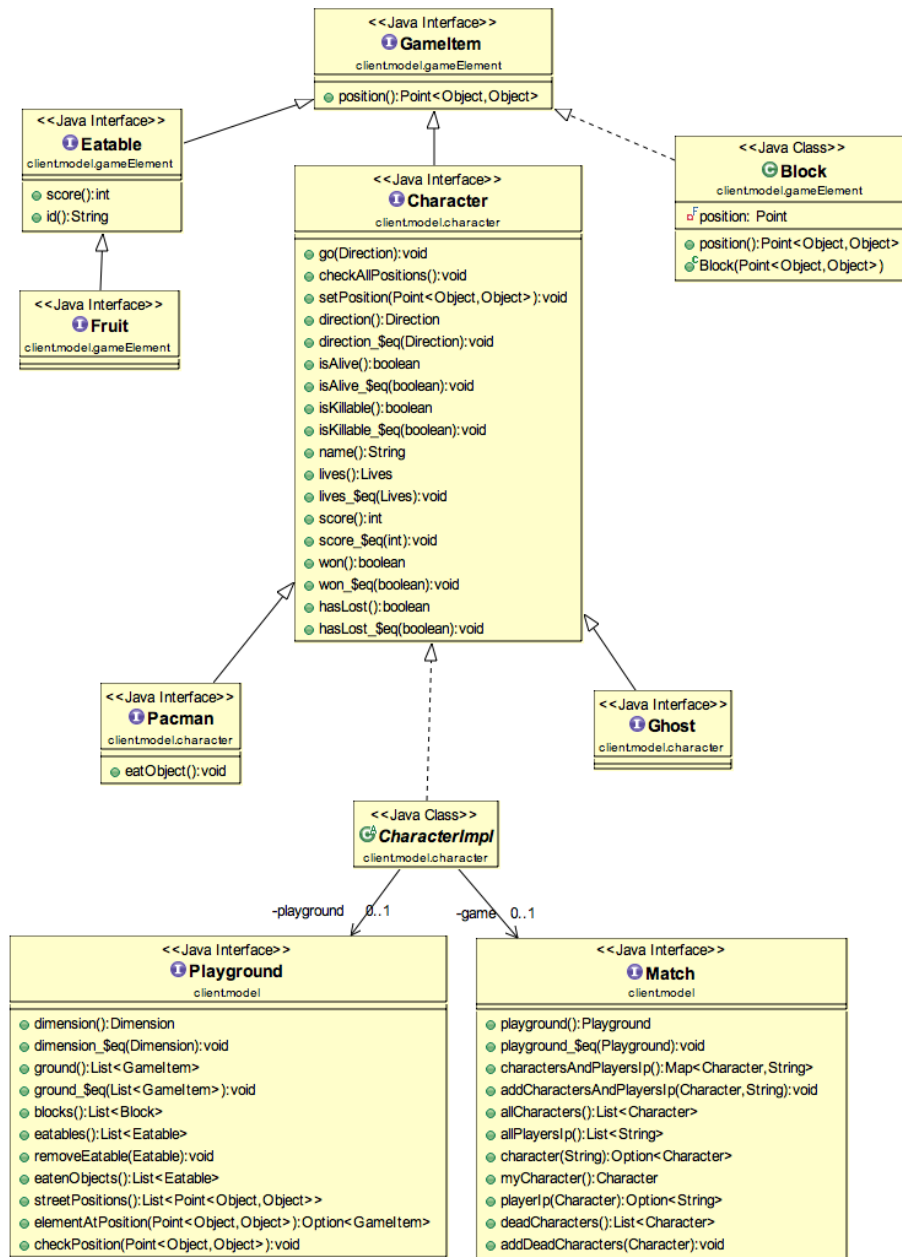 <<Java Interface>>
GameItem
client.model.gameElement
position():Point<Object,Object>
<<Java Interface>>
Eatable
client.model.gameElement
score():int
id():String
<<Java Class>>
Block
client.model.gameElement
position: Point
position():Point<Object,Object>
Block(Point<Object,Object>)
<<Java Interface>>
Character
client.model.character
go(Direction):void
checkAllPositions():void
setPosition(Point<Object,Object>):void
direction():Direction
direction_$eq(Direction):void
isAlive():boolean
isAlive_$eq(boolean):void
isKillable():boolean
isKillable_$eq(boolean):void
name():String
lives():Lives
lives_$eq(Lives):void
score():int
score_$eq(int):void
won():boolean
won_$eq(boolean):void
hasLost():boolean
hasLost_$eq(boolean):void
<<Java Interface>>
Fruit
client.model.gameElement
<<Java Interface>>
Pacman
client.model.character
eatObject():void
<<Java Interface>>
Ghost
client.model.character
<<Java Class>>
CharacterImpl
client.model.character
-playground 0..1
-game 0..1
<<Java Interface>>
Playground
client.model
dimension():Dimension
dimension_$eq(Dimension):void
ground():List<GameItem>
ground_$eq(List<GameItem>):void
blocks():List<Block>
eatables():List<Eatable>
removeEatable(Eatable):void
eatenObjects():List<Eatable>
streetPositions():List<Point<Object,Object>>
elementAtPosition(Point<Object,Object>):Option<GameItem>
checkPosition(Point<Object,Object>):void
<<Java Interface>>
Match
client.model
playground():Playground
playground_$eq(Playground):void
charactersAndPlayersIp():Map<Character,String>
addCharactersAndPlayersIp(Character,String):void
allCharacters():List<Character>
allPlayersIp():List<String>
character(String):Option<Character>
myCharacter():Character
playerIp(Character):Option<String>
deadCharacters():List<Character>
addDeadCharacters(Character):void